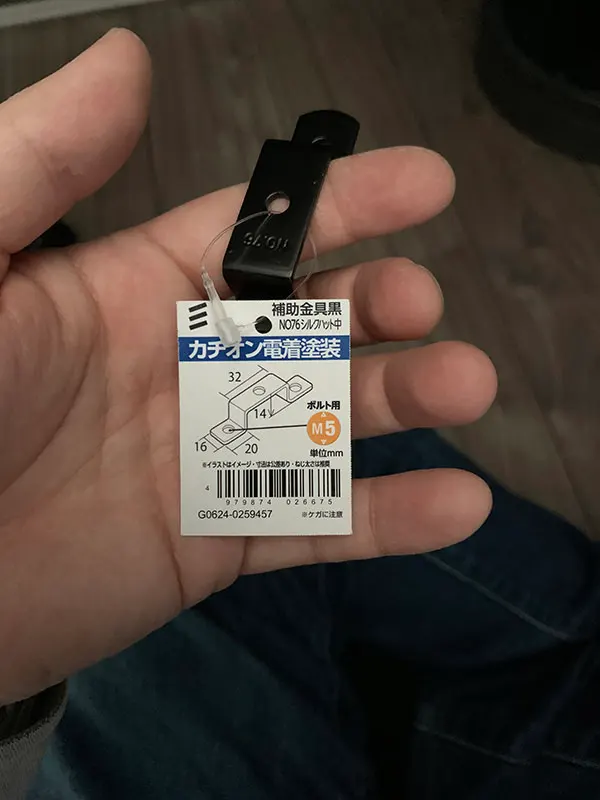 NO.76
補助金具黒
NO76シルクハット中
カチオン電着塗装
32
14
16
20
ボルト用
M5
単位mm
※イラストはイメージ・寸法は公差あり・ねじ太さは推奨
4 979874 026675
G0624-0259457
※ケガに注意